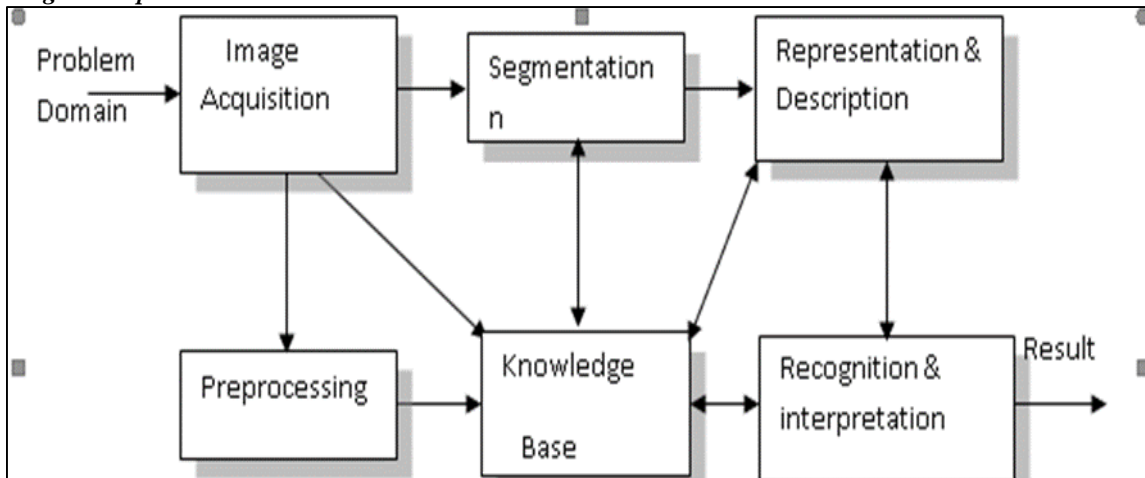 Problem
Domain
Image
Acquisition
Segmentation
n
Representation &
Description
Preprocessing
Knowledge
Base
Recognition &
interpretation
Result